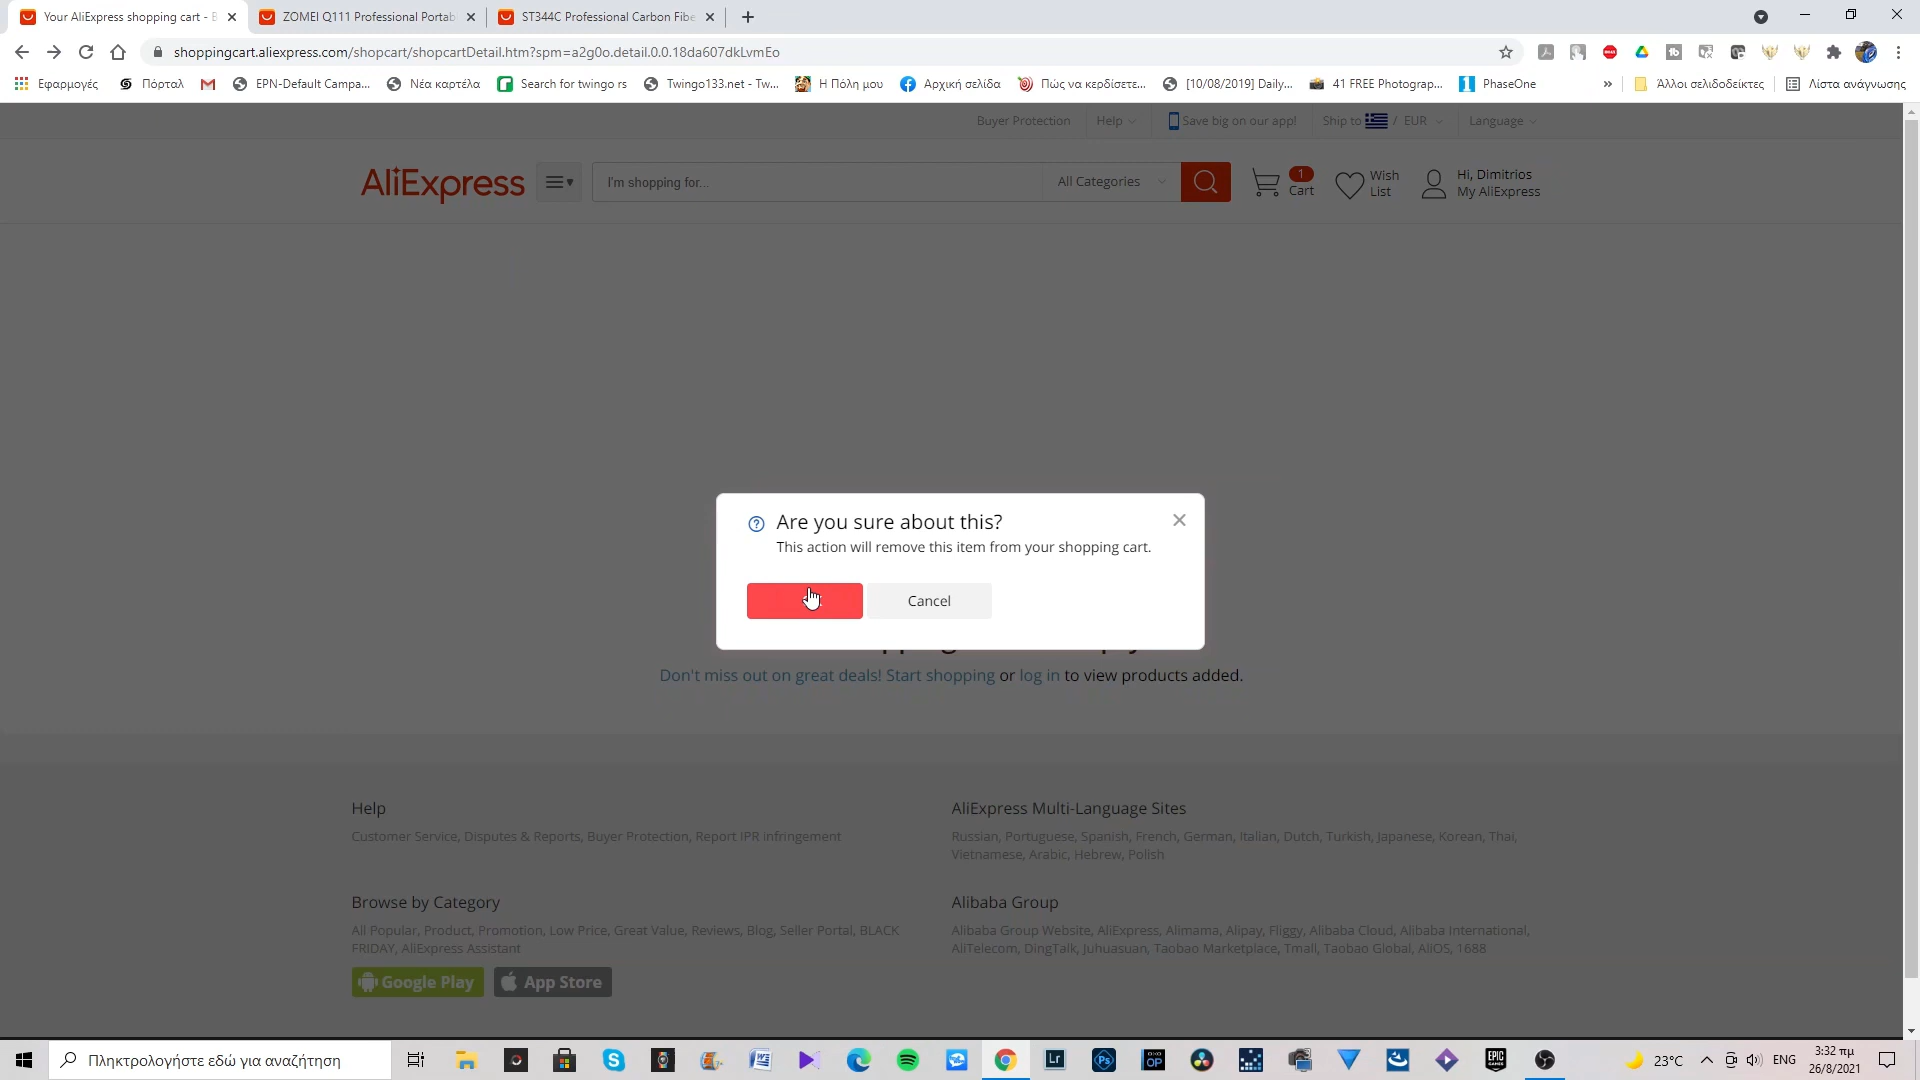 Your AliExpress shopping cart - B
ZOMEI Q111 Professional Portab
ST344C Professional Carbon Fibe
shoppingcart.aliexpress.com/shopcart/shopcartDetail.htm?spm=a2g0o.detail.0.0.18da607dkLvmEo
Εφαρμογές
Πόρταλ
EPN-Default Campa...
Νέα καρτέλα
Search for twingo rs
Twingo133.net - Tw...
Η Πόλη μου
Αρχική σελίδα
Πώς να κερδίσετε...
[10/08/2019] Daily...
41 FREE Photograp...
PhaseOne
»
Άλλοι σελιδοδείκτες
Λίστα ανάγνωσης
Buyer Protection
Help
Save big on our app!
Ship to / EUR
Language
AliExpress
I'm shopping for...
All Categories
1
Cart
Wish
List
Hi, Dimitrios
My AliExpress
Are you sure about this?
This action will remove this item from your shopping cart.
Cancel
Don't miss out on great deals! Start shopping or log in to view products added.
Help
Customer Service, Disputes & Reports, Buyer Protection, Report IPR infringement
AliExpress Multi-Language Sites
Russian, Portuguese, Spanish, French, German, Italian, Dutch, Turkish, Japanese, Korean, Thai,
Vietnamese, Arabic, Hebrew, Polish
Browse by Category
All Popular, Product, Promotion, Low Price, Great Value, Reviews, Blog, Seller Portal, BLACK
FRIDAY, AliExpress Assistant
Alibaba Group
Alibaba Group Website, AliExpress, Alimama, Alipay, Fliggy, Alibaba Cloud, Alibaba International,
AliTelecom, DingTalk, Juhuasuan, Taobao Marketplace, Tmall, Taobao Global, AliOS, 1688
Google Play
App Store
Πληκτρολογήστε εδώ για αναζήτηση
Lr
Ps
OP
EPIC
GAMES
23°C
ENG
3:32 πμ
26/8/2021